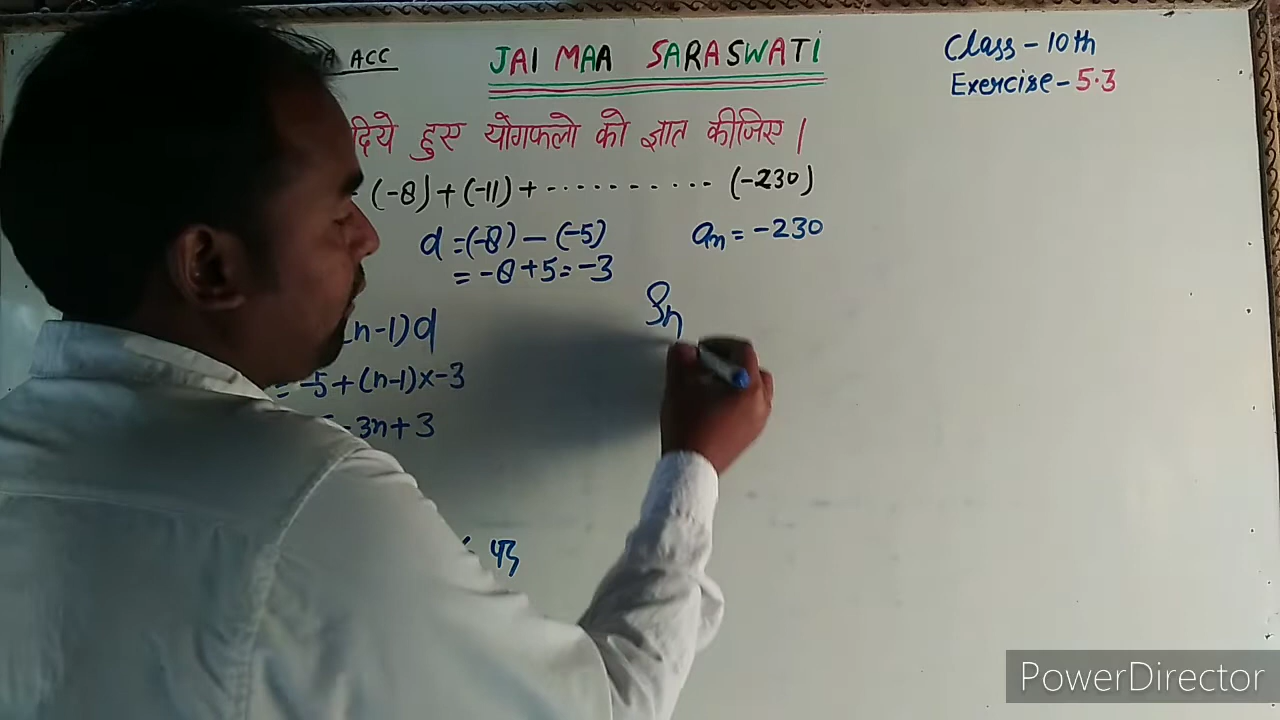 ACC
JAI MAA SARASWATI
Class - 10th
Exercise - 5.3
दिये हुए योगफलो को ज्ञात कीजिए।
(-8) + (-11) + .......... (-230)
d = (-8) - (-5)
= -8 + 5 = -3
an = -230
Sn
(n-1)d
= -5 + (n-1) x -3
-3n + 3
PowerDirector